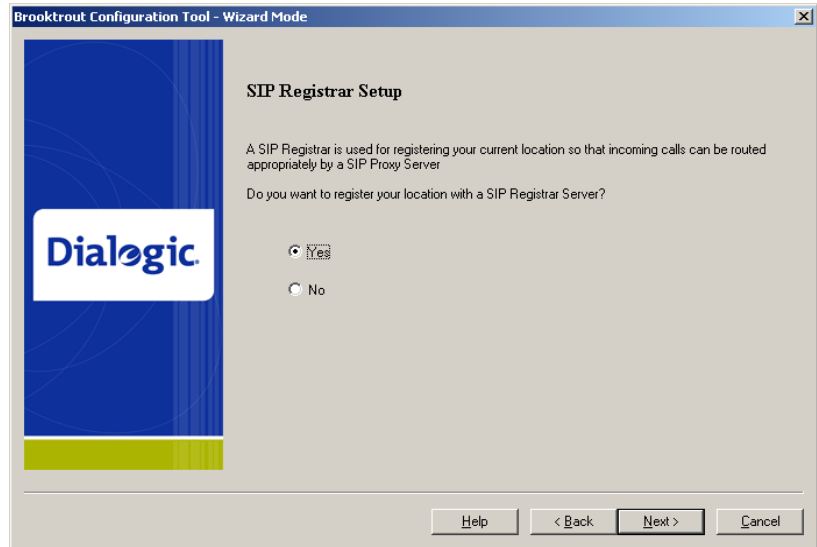 Brooktrout Configuration Tool - Wizard Mode
SIP Registrar Setup
A SIP Registrar is used for registering your current location so that incoming calls can be routed
appropriately by a SIP Proxy Server
Do you want to register your location with a SIP Registrar Server?
Dialogic.
Yes
No
Help
< Back
Next >
Cancel